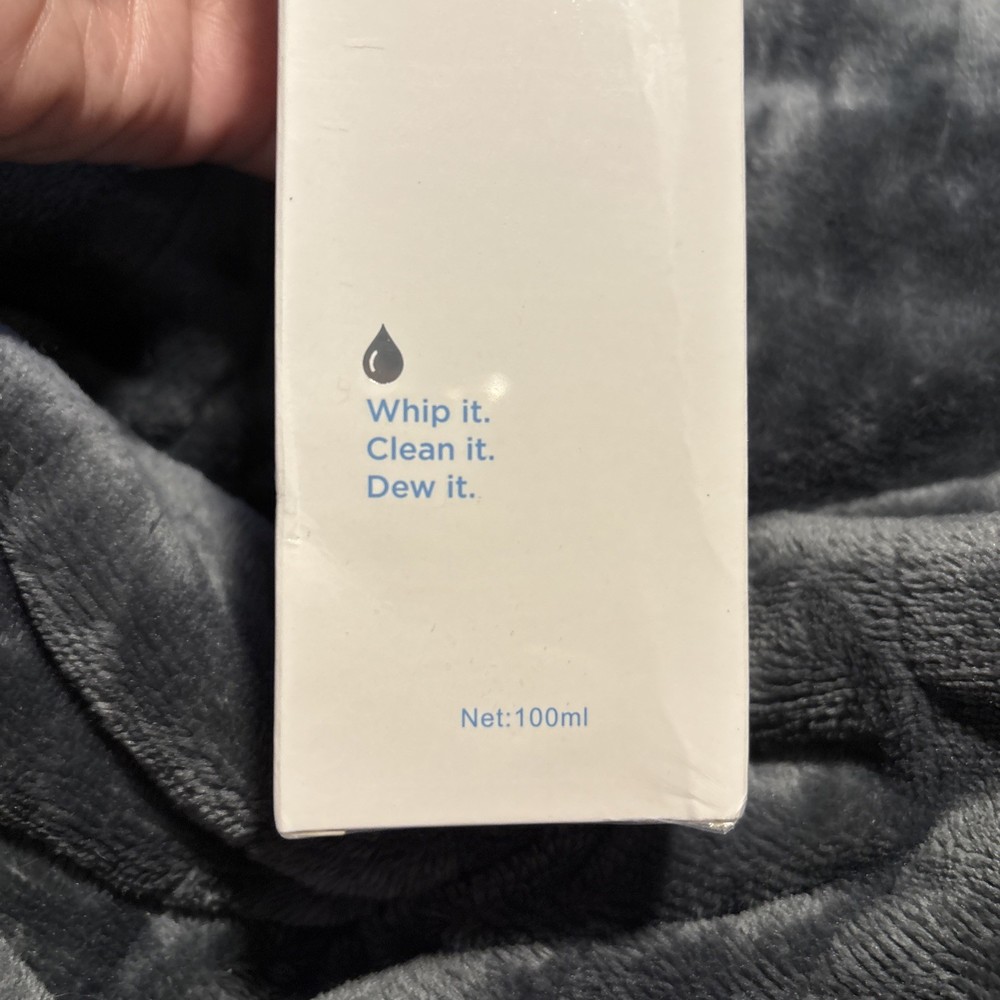 Whip it.
Clean it.
Dew it.
Net:100ml